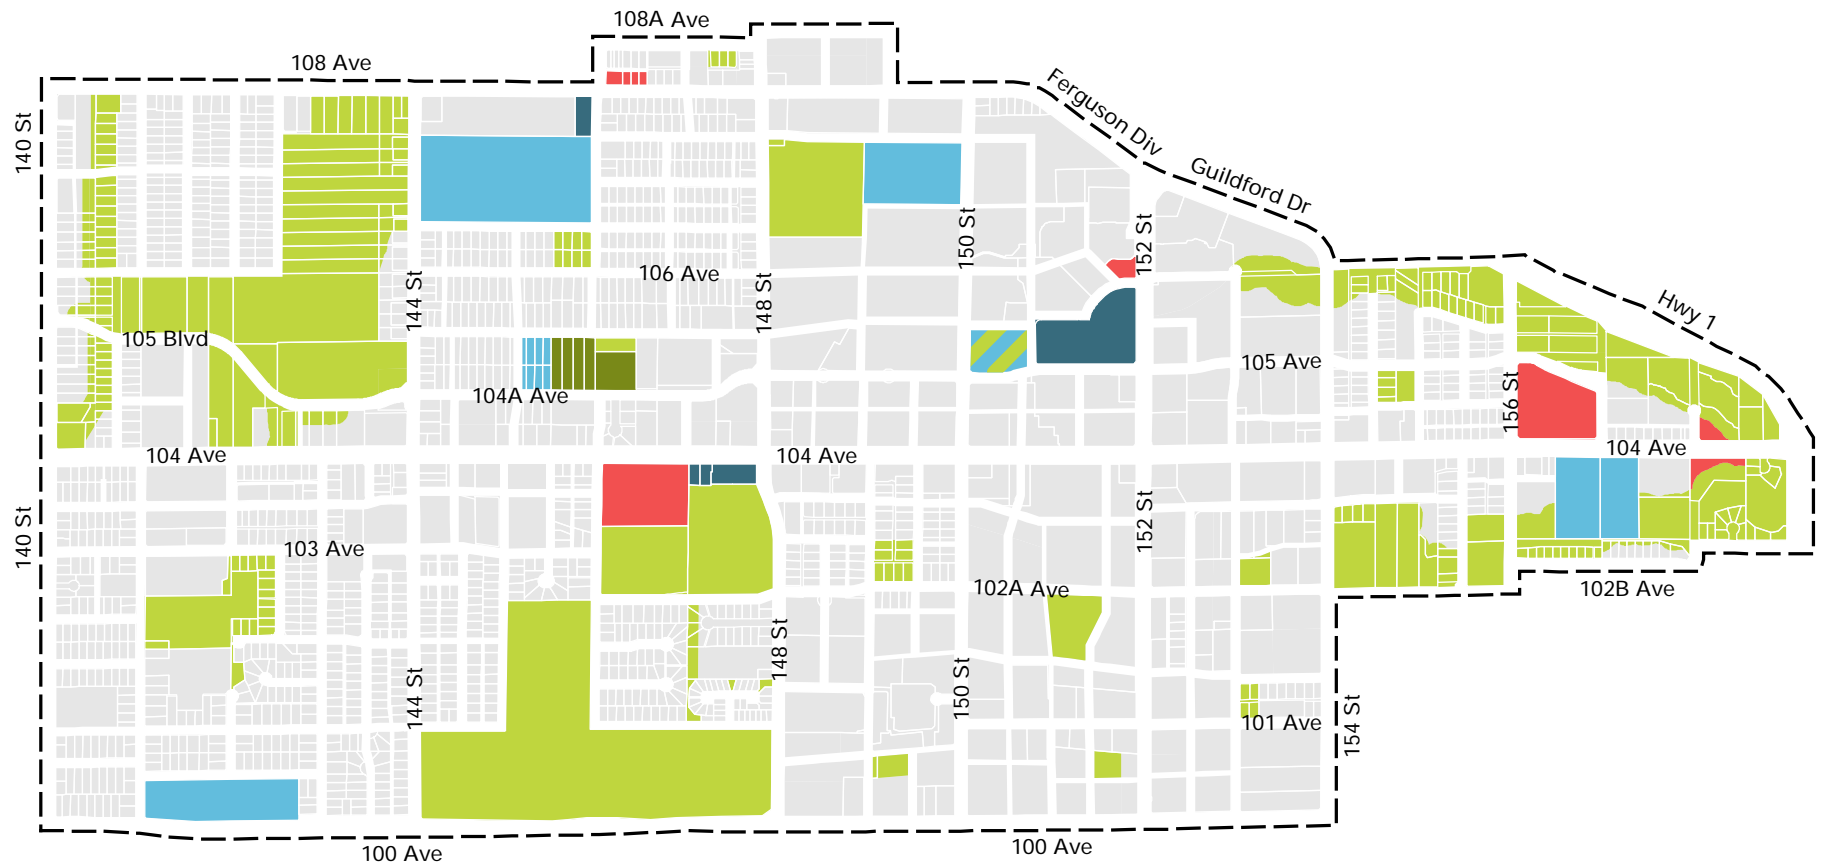 108A Ave
108 Ave
Ferguson Div
140 St
Guildford Dr
150 St
152 St
106 Ave
144 St
148 St
Hwy 1
105 Blvd
105 Ave
156 St
104A Ave
104 Ave
104 Ave
104 Ave
140 St
152 St
103 Ave
102A Ave
102B Ave
148 St
150 St
144 St
101 Ave
154 St
100 Ave
100 Ave